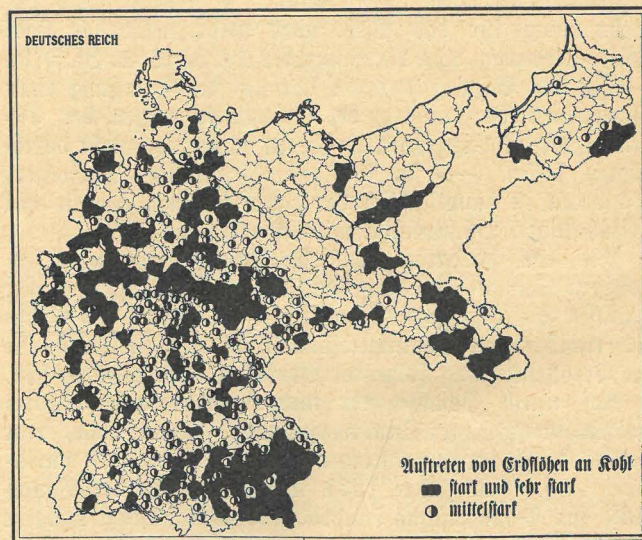 DEUTSCHES REICH
Auftreten von Erdflöhen an Kohl
stark und sehr stark
mittelstark